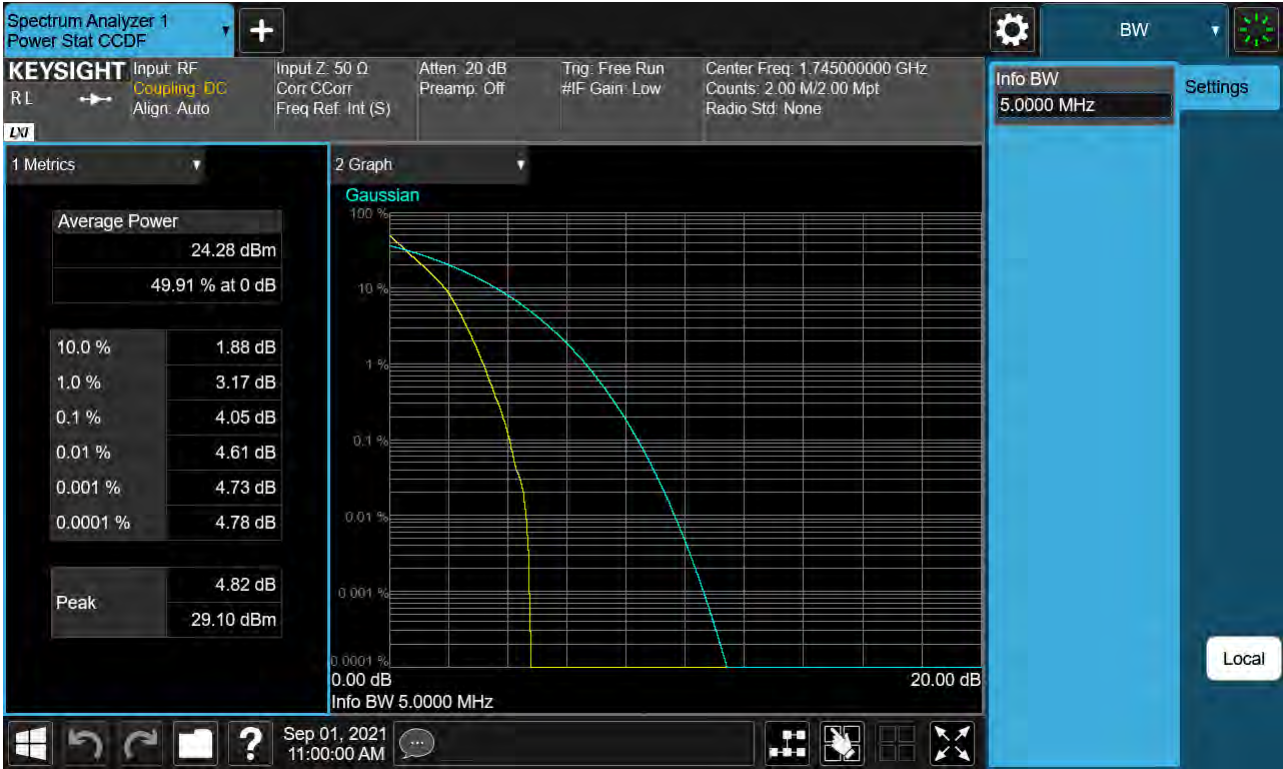 Spectrum Analyzer 1
Power Stat CCDF
BW
KEYSIGHT
RL
LXI
Input: RF
Coupling: DC
Align: Auto
Input Z: 50 Ω
Corr CCorr
Freq Ref: Int (S)
Atten: 20 dB
Preamp: Off
Trig: Free Run
#IF Gain: Low
Center Freq: 1.745000000 GHz
Counts: 2.00 M/2.00 Mpt
Radio Std: None
Info BW
5.0000 MHz
Settings
1 Metrics
Average Power
24.28 dBm
49.91 % at 0 dB
10.0 % 1.88 dB
1.0 % 3.17 dB
0.1 % 4.05 dB
0.01 % 4.61 dB
0.001 % 4.73 dB
0.0001 % 4.78 dB
Peak
4.82 dB
29.10 dBm
2 Graph
Gaussian
100 %
10 %
1 %
0.1 %
0.01 %
0.001 %
0.0001 %
0.00 dB 20.00 dB
Info BW 5.0000 MHz
Local
?
Sep 01, 2021
11:00:00 AM